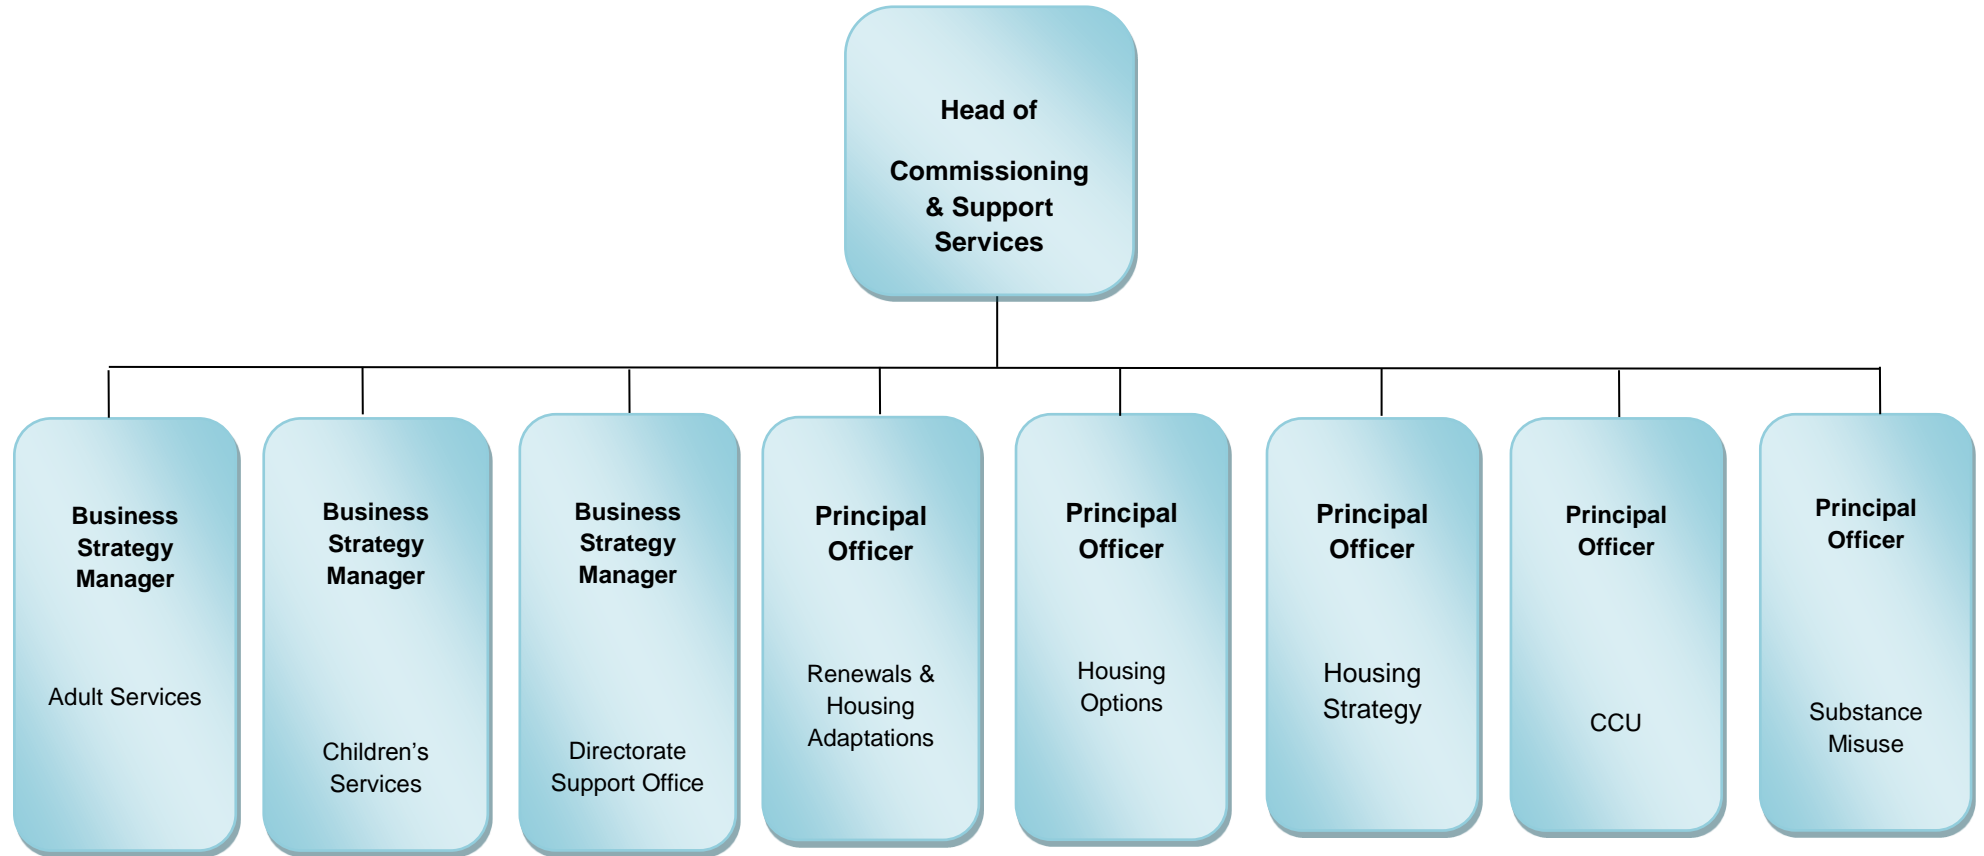 Head of
Commissioning
& Support
Services
Business
Strategy
Manager
Adult Services
Business
Strategy
Manager
Children’s
Services
Business
Strategy
Manager
Directorate
Support Office
Principal
Officer
Renewals &
Housing
Adaptations
Principal
Officer
Housing
Options
Principal
Officer
Housing
Strategy
Principal
Officer
CCU
Principal
Officer
Substance
Misuse